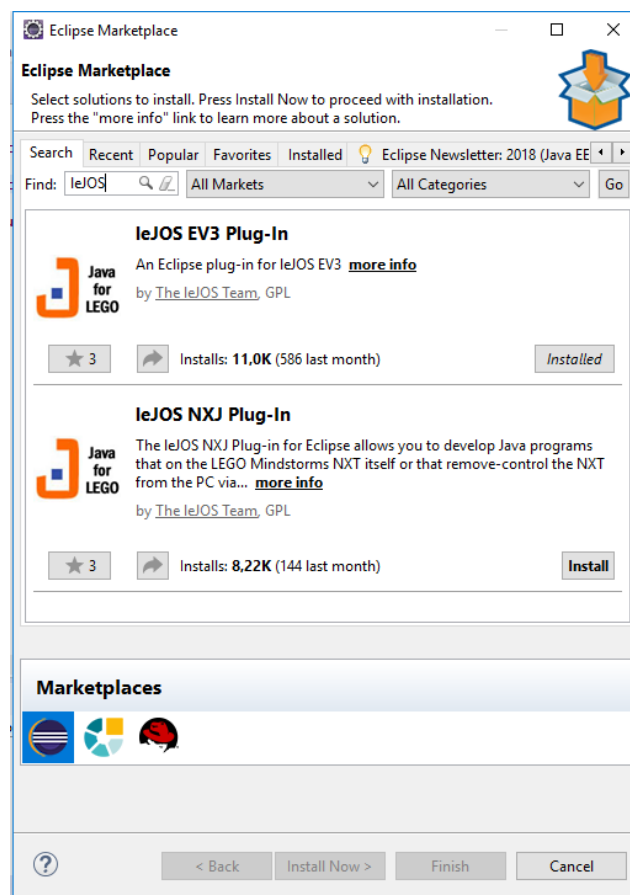 Eclipse Marketplace
Eclipse Marketplace
Select solutions to install. Press Install Now to proceed with installation.
Press the "more info" link to learn more about a solution.
Search Recent Popular Favorites Installed Eclipse Newsletter: 2018 (Java EE
Find: leJOS All Markets All Categories Go
leJOS EV3 Plug-In
An Eclipse plug-in for leJOS EV3 more info
by The leJOS Team, GPL
Java
for
LEGO
3 Installs: 11,0K (586 last month) Installed
leJOS NXJ Plug-In
The leJOS NXJ Plug-in for Eclipse allows you to develop Java programs
that on the LEGO Mindstorms NXT itself or that remove-control the NXT
from the PC via... more info
by The leJOS Team, GPL
Java
for
LEGO
3 Installs: 8,22K (144 last month) Install
Marketplaces
? < Back Install Now > Finish Cancel